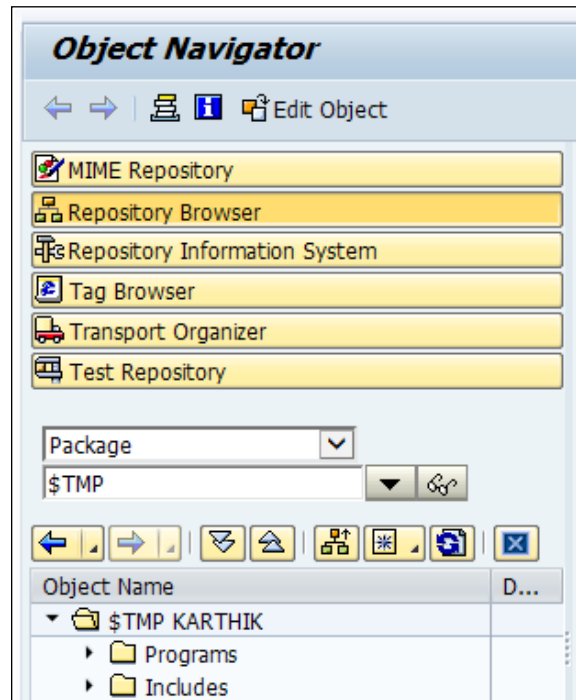 Object Navigator
Edit Object
MIME Repository
Repository Browser
Repository Information System
Tag Browser
Transport Organizer
Test Repository
Package
$TMP
Object Name D...
$TMP KARTHIK
Programs
Includes